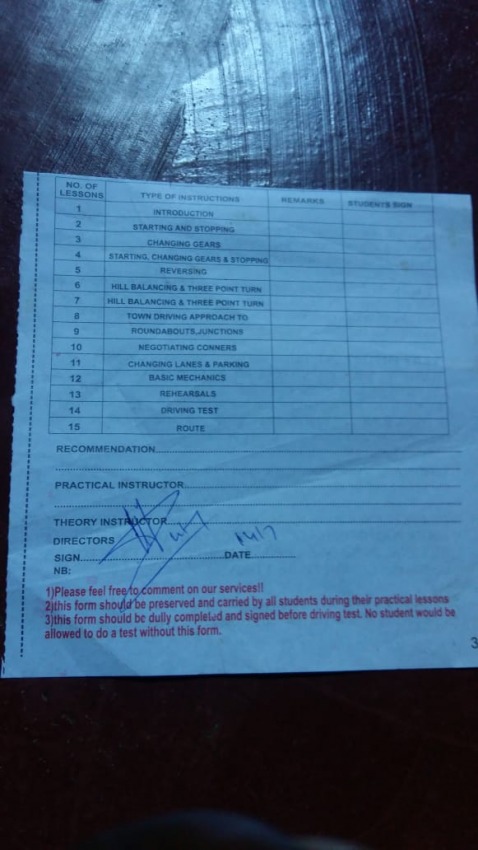 NO. OF LESSONS TYPE OF INSTRUCTIONS REMARKS STUDENTS SIGN
1 INTRODUCTION
2 STARTING AND STOPPING
3 CHANGING GEARS
4 STARTING, CHANGING GEARS & STOPPING
5 REVERSING
6 HILL BALANCING & THREE POINT TURN
7 HILL BALANCING & THREE POINT TURN
8 TOWN DRIVING APPROACH TO
9 ROUNDABOUTS,JUNCTIONS
10 NEGOTIATING CONNERS
11 CHANGING LANES & PARKING
12 BASIC MECHANICS
13 REHEARSALS
14 DRIVING TEST
15 ROUTE
RECOMMENDATION
PRACTICAL INSTRUCTOR
THEORY INSTRUCTOR
DIRECTORS
SIGN DATE
NB:
1)Please feel free to comment on our services!!
2)this form should be preserved and carried by all students during their practical lessons
3)this form should be dully completed and signed before driving test. No student would be
allowed to do a test without this form.
3